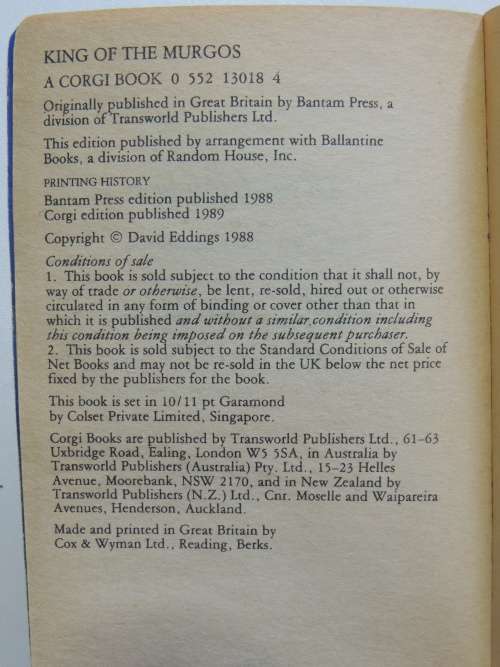 KING OF THE MURGOS
A CORGI BOOK 0 552 13018 4
Originally published in Great Britain by Bantam Press, a
division of Transworld Publishers Ltd.
This edition published by arrangement with Ballantine
Books, a division of Random House, Inc.
PRINTING HISTORY
Bantam Press edition published 1988
Corgi edition published 1989
Copyright © David Eddings 1988
Conditions of sale
1. This book is sold subject to the condition that it shall not, by
way of trade or otherwise, be lent, re-sold, hired out or otherwise
circulated in any form of binding or cover other than that in
which it is published and without a similar condition including
this condition being imposed on the subsequent purchaser.
2. This book is sold subject to the Standard Conditions of Sale of
Net Books and may not be re-sold in the UK below the net price
fixed by the publishers for the book.
This book is set in 10/11 pt Garamond
by Colset Private Limited, Singapore.
Corgi Books are published by Transworld Publishers Ltd., 61-63
Uxbridge Road, Ealing, London W5 5SA, in Australia by
Transworld Publishers (Australia) Pty. Ltd., 15-23 Helles
Avenue, Moorebank, NSW 2170, and in New Zealand by
Transworld Publishers (N.Z.) Ltd., Cnr. Moselle and Waipareira
Avenues, Henderson, Auckland.
Made and printed in Great Britain by
Cox & Wyman Ltd., Reading, Berks.